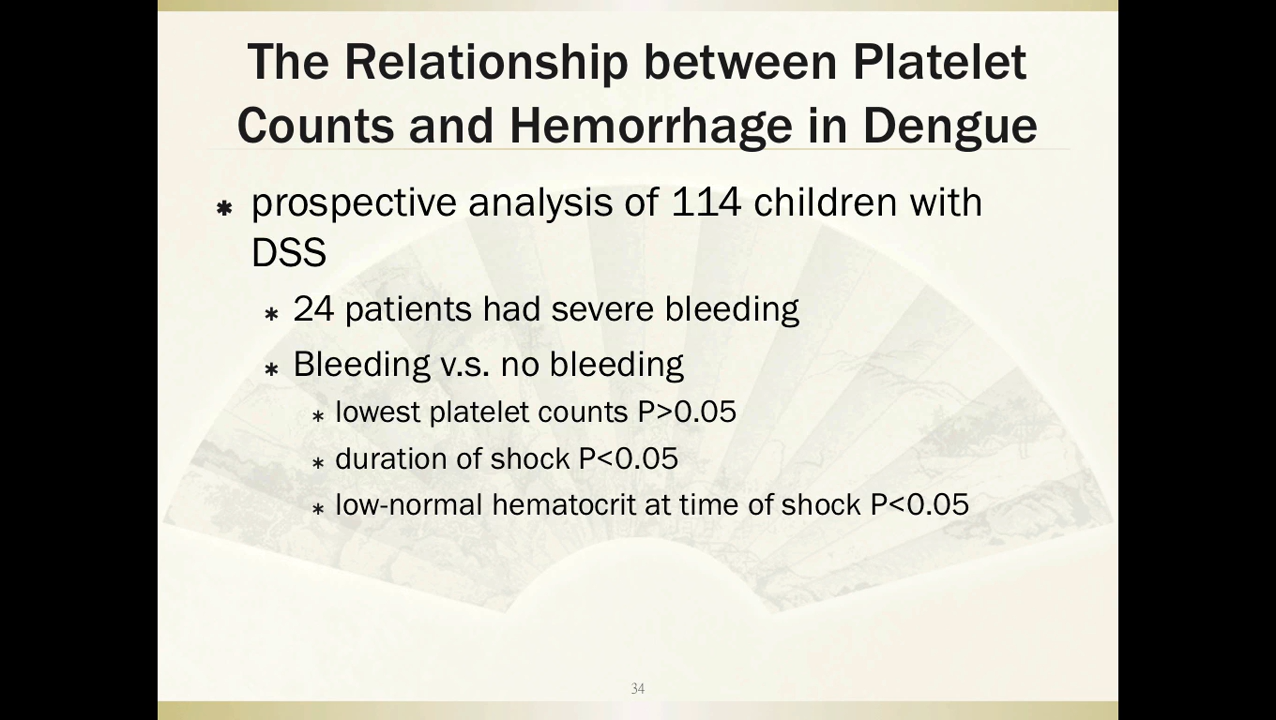 The Relationship between Platelet
Counts and Hemorrhage in Dengue
* prospective analysis of 114 children with
DSS
* 24 patients had severe bleeding
* Bleeding v.s. no bleeding
* lowest platelet counts P>0.05
* duration of shock P<0.05
* low-normal hematocrit at time of shock P<0.05
34